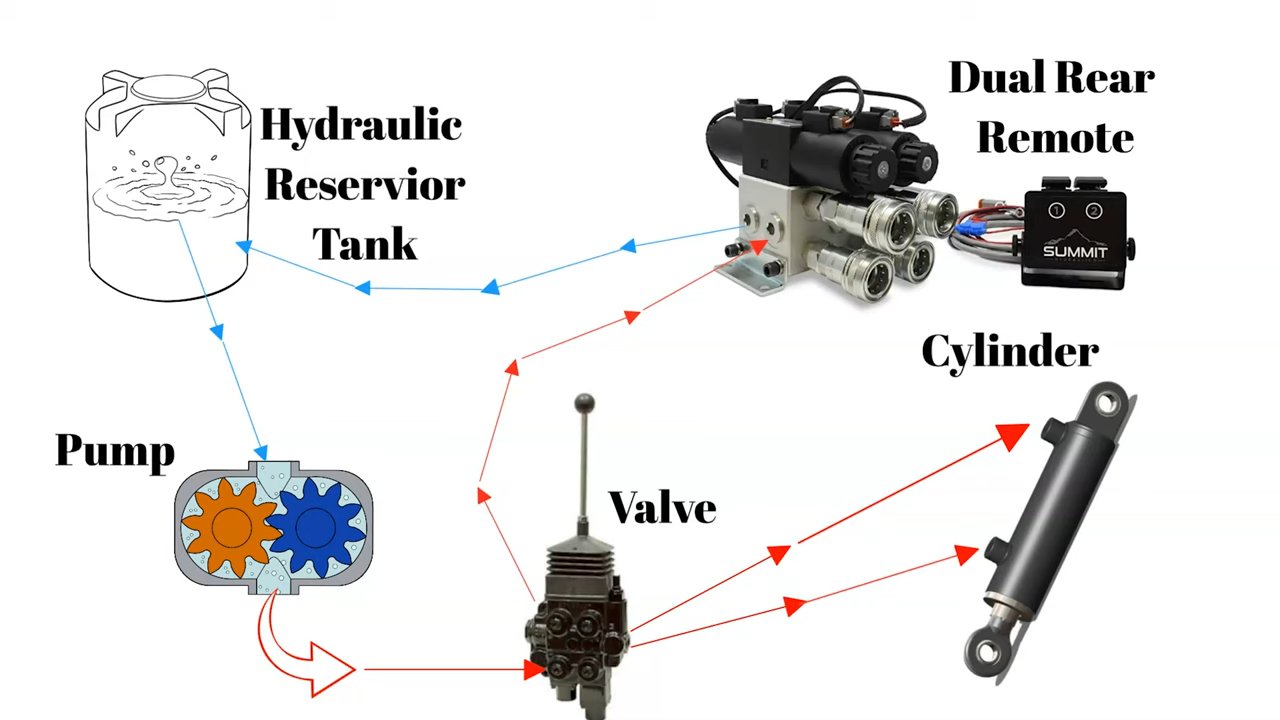 Hydraulic
Reservior
Tank
Dual Rear
Remote
1 2
SUMMIT
Cylinder
Pump
Valve